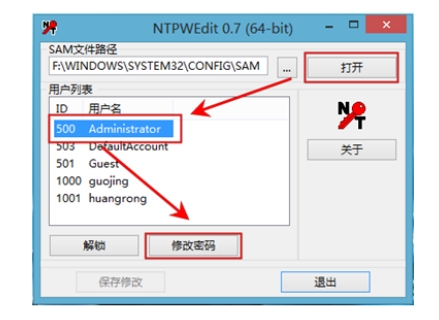 NTPWEdit 0.7 (64-bit)
SAM文件路径
F:\WINDOWS\SYSTEM32\CONFIG\SAM
...
打开
用户列表
ID 用户名
500 Administrator
503 DefaultAccount
501 Guest
1000 guojing
1001 huangrong
NT
关于
解锁
修改密码
保存修改
退出